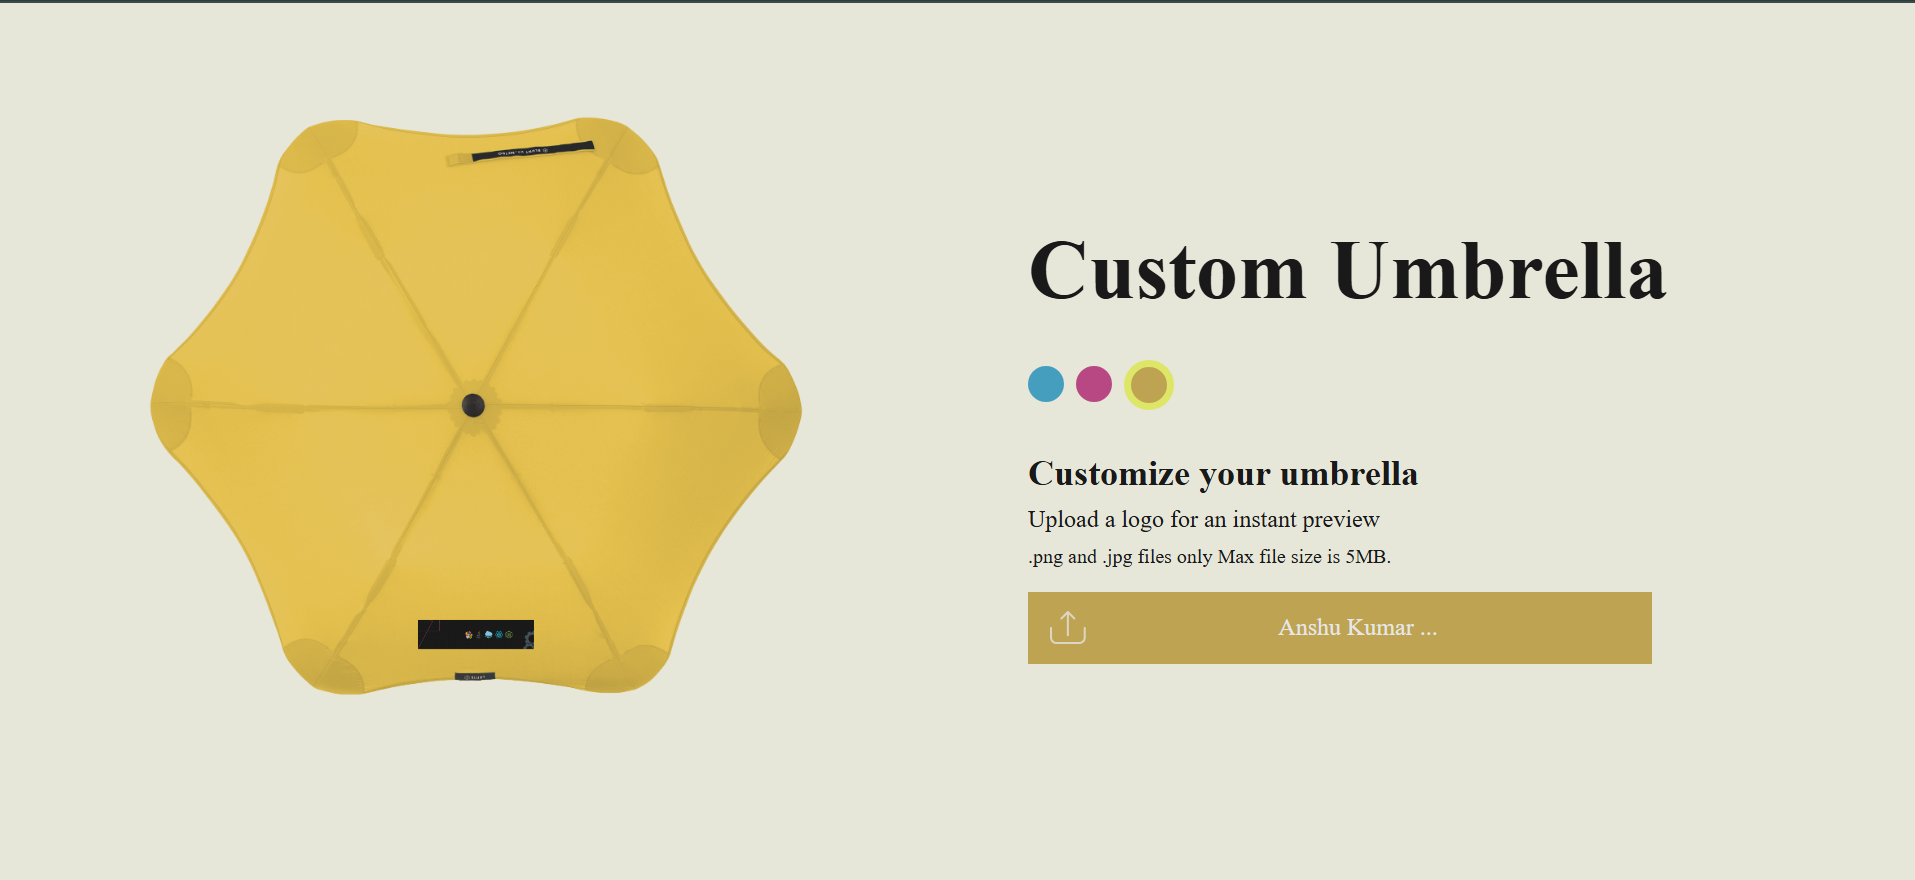 Custom Umbrella
Customize your umbrella
Upload a logo for an instant preview
.png and .jpg files only Max file size is 5MB.
Anshu Kumar ...